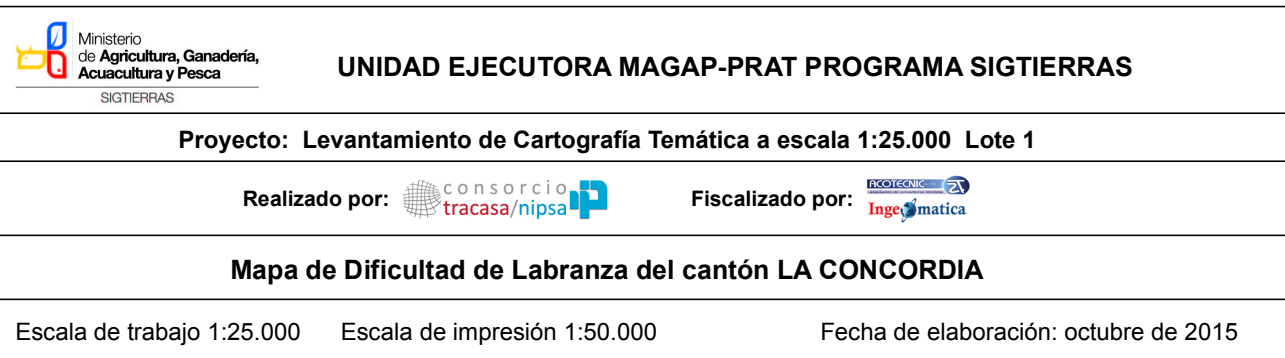 Ministerio
de Agricultura, Ganadería,
Acuacultura y Pesca
SIGTIERRAS
UNIDAD EJECUTORA MAGAP-PRAT PROGRAMA SIGTIERRAS
Proyecto: Levantamiento de Cartografía Temática a escala 1:25.000 Lote 1
Realizado por: consorcio
tracasa/nipsa
Fiscalizado por: ACOTECNIC
Ingeomatica
Mapa de Dificultad de Labranza del cantón LA CONCORDIA
Escala de trabajo 1:25.000 Escala de impresión 1:50.000 Fecha de elaboración: octubre de 2015